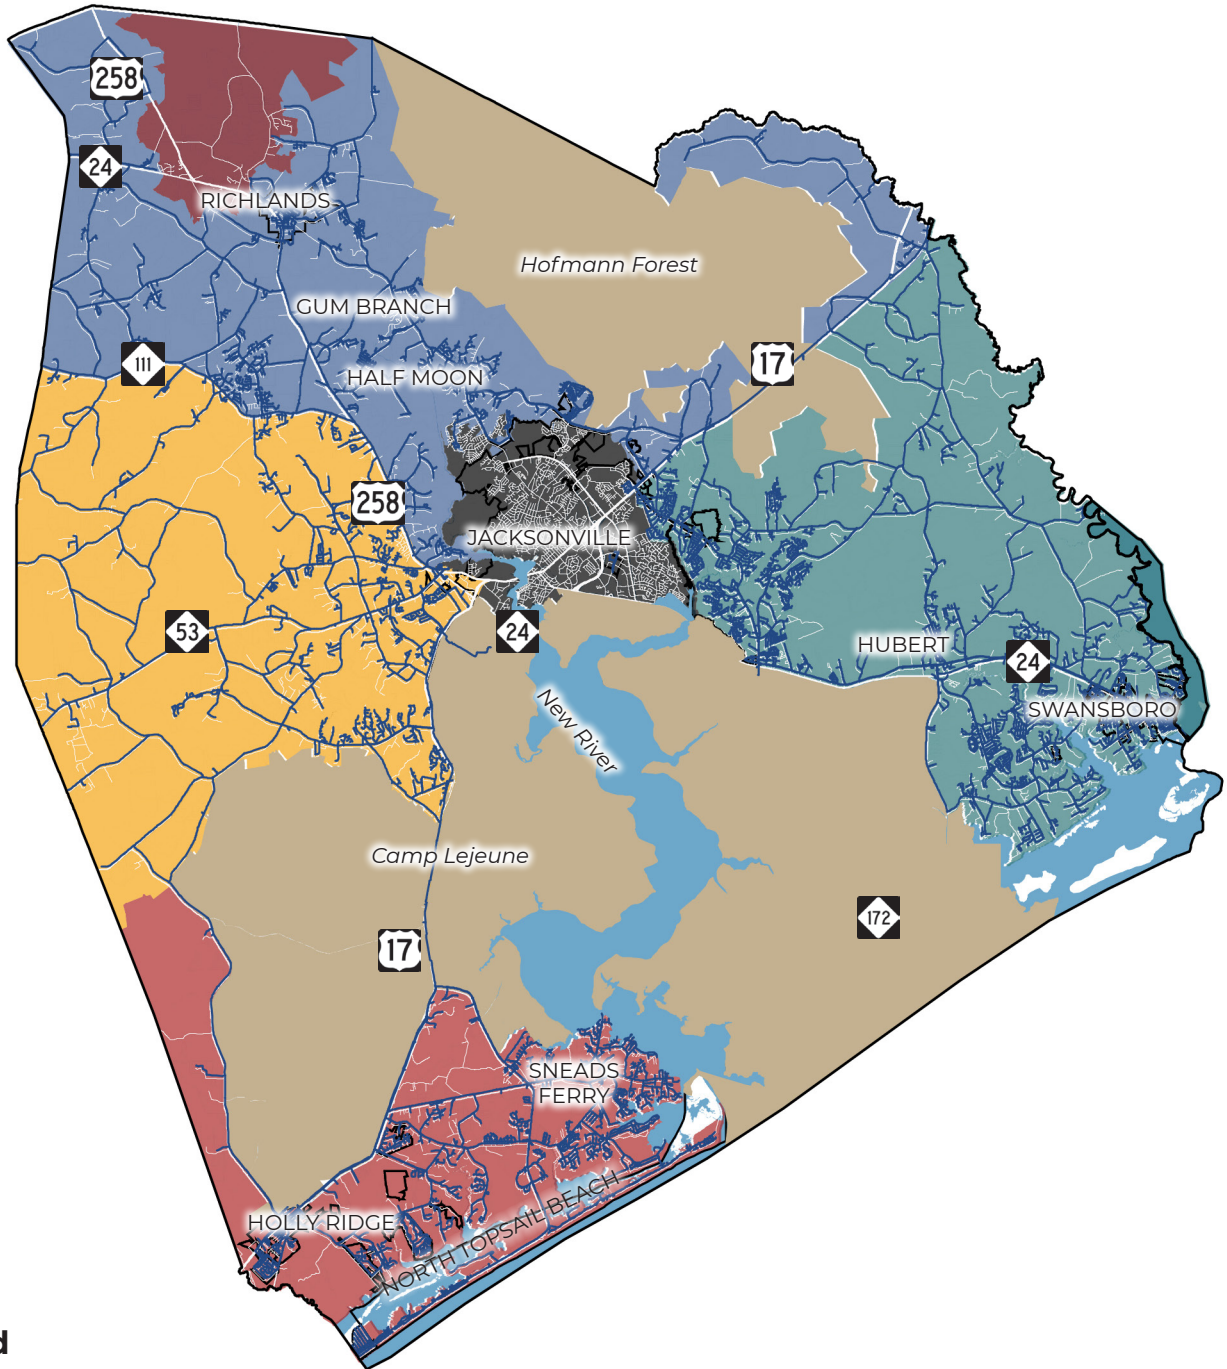 258
24
RICHLANDS
Hofmann Forest
GUM BRANCH
17
111
HALF MOON
258
JACKSONVILLE
53
24
HUBERT
24
New River
SWANSBORO
Camp Lejeune
172
17
SNEADS
FERRY
HOLLY RIDGE
NORTH TOPSAIL BEACH